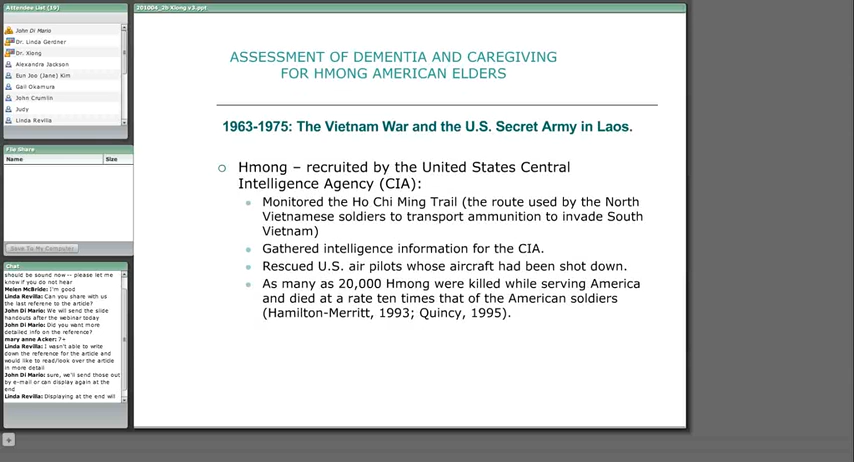 Attendee List (19)
John Di Mario
Dr. Linda Gerdner
Dr. Xiong
Alexandra Jackson
Eun Joo (Jane) Kim
Gail Okamura
John Crumlin
Judy
Linda Revilla
File Share
Name Size
Save To My Computer
Chat
should be sound now -- please let me
know if you do not hear
Melen McBride: I'm good
Linda Revilla: Can you share with us
the last referene to the article?
John Di Mario: We will send the slide
handouts after the webinar today
John Di Mario: Did you want more
detailed info on the reference?
mary anne Acker: 7+
Linda Revilla: I wasn't able to write
down the reference for the article and
would like to read/look over the article
in more detail
John Di Mario: sure, we'll send those out
by e-mail or can display again at the
end
Linda Revilla: Displaying at the end will
201004_2b Xiong v3.ppt
ASSESSMENT OF DEMENTIA AND CAREGIVING
FOR HMONG AMERICAN ELDERS
1963-1975: The Vietnam War and the U.S. Secret Army in Laos.
Hmong – recruited by the United States Central
Intelligence Agency (CIA):
Monitored the Ho Chi Ming Trail (the route used by the North
Vietnamese soldiers to transport ammunition to invade South
Vietnam)
Gathered intelligence information for the CIA.
Rescued U.S. air pilots whose aircraft had been shot down.
As many as 20,000 Hmong were killed while serving America
and died at a rate ten times that of the American soldiers
(Hamilton-Merritt, 1993; Quincy, 1995).